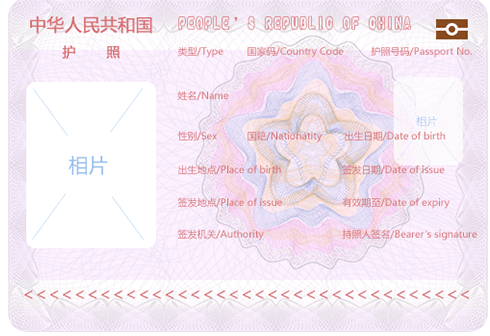 中华人民共和国 PEOPLE'S REPUBLIC OF CHINA
护 照
类型/Type 国家码/Country Code 护照号码/Passport No.
姓名/Name
相片
相片
性别/Sex 国籍/Nationatity 出生日期/Date of birth
出生地点/Place of birth 签发日期/Date of issue
签发地点/Place of issue 有效期至/Date of expiry
签发机关/Authority 持照人签名/Bearer's signature
<<<<<<<<<<<<<<<<<<<<<<<<<<<<<<<<<<